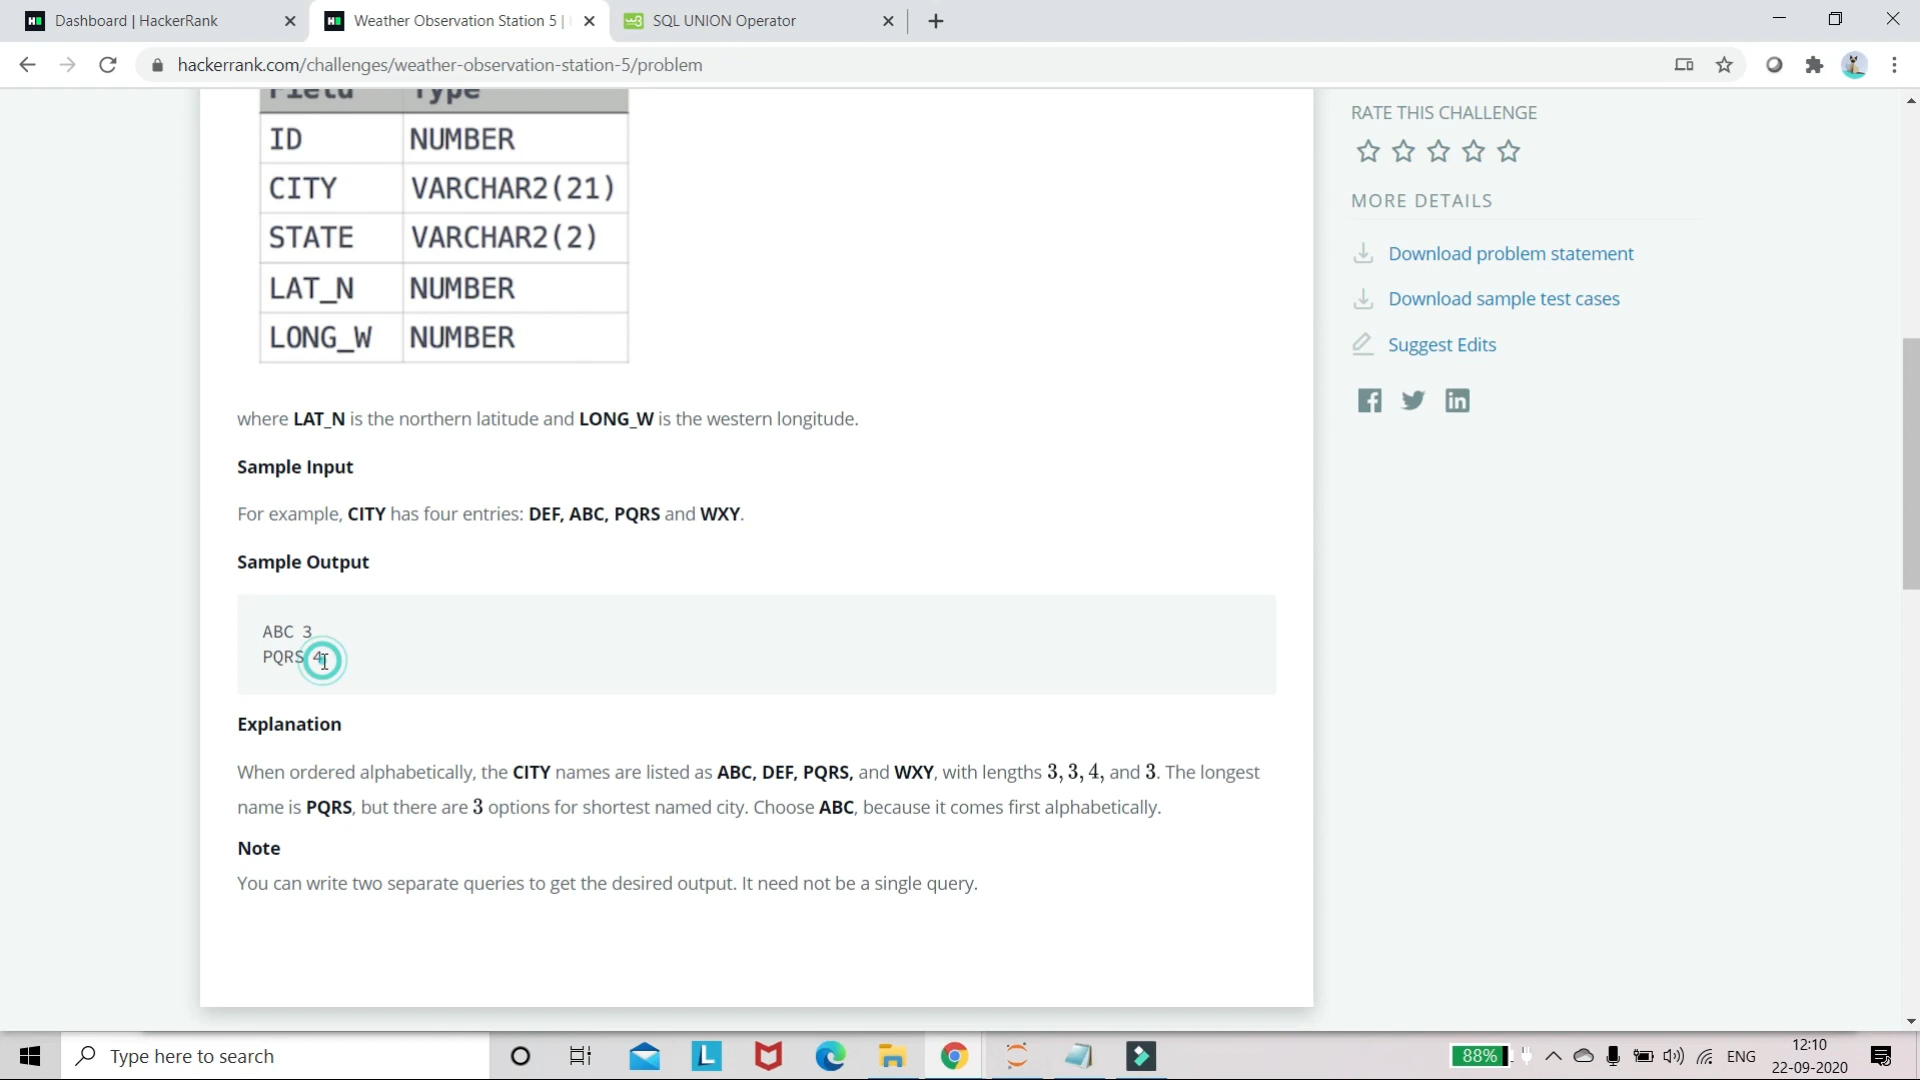 Dashboard | HackerRank
Weather Observation Station 5 |
SQL UNION Operator
hackerrank.com/challenges/weather-observation-station-5/problem
Field Type
ID NUMBER
CITY VARCHAR2(21)
STATE VARCHAR2(2)
LAT_N NUMBER
LONG_W NUMBER
where LAT_N is the northern latitude and LONG_W is the western longitude.
Sample Input
For example, CITY has four entries: DEF, ABC, PQRS and WXY.
Sample Output
ABC 3
PQRS 4
Explanation
When ordered alphabetically, the CITY names are listed as ABC, DEF, PQRS, and WXY, with lengths 3, 3, 4, and 3. The longest
name is PQRS, but there are 3 options for shortest named city. Choose ABC, because it comes first alphabetically.
Note
You can write two separate queries to get the desired output. It need not be a single query.
RATE THIS CHALLENGE
MORE DETAILS
Download problem statement
Download sample test cases
Suggest Edits
Type here to search
88%
ENG
12:10
22-09-2020